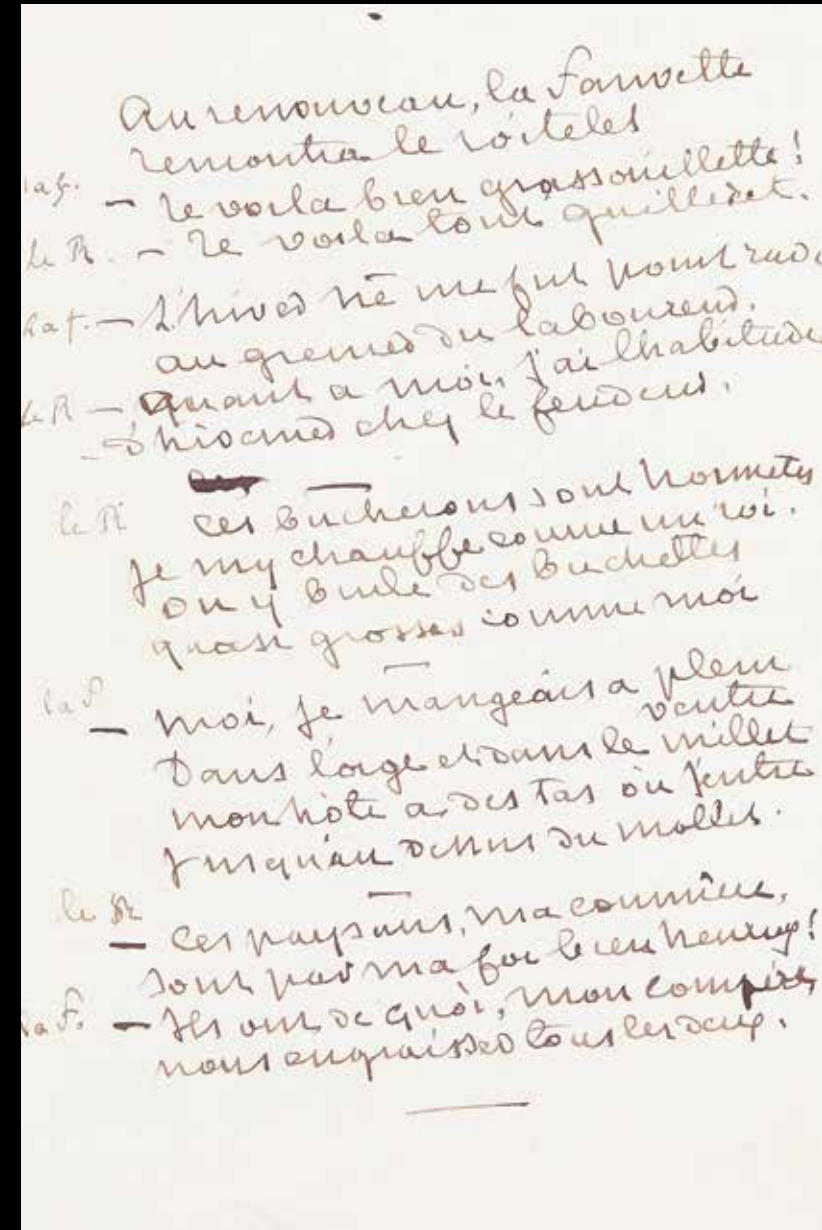 Au renouveau, la Fauvette
remontra le roitelet
la f. — Te voila bien grassouillette!
le R. — Te voila tout guilleret.
la f. — L'hiver ne me fut point rude
au grenier du laboureur.
le R — Quant a moi, j'ai l'habitude
— D'hiverner chez le fendeur.
le R Ces bucherons sont honnetes
Je m'y chauffe comme un roi.
On y brule des buchettes
quasi grosses comme moi
la f — Moi, je mangeais a plein
ventre
Dans l'orge et dans le millet
Mon hôte a des tas où j'entre
Jusqu'au dessus du mollet.
le R — Ces paysans, ma commère,
Sont par ma foi bien heureux!
la F. — Ils ont de quoi, mon compère,
nous engraisser tous les deux.